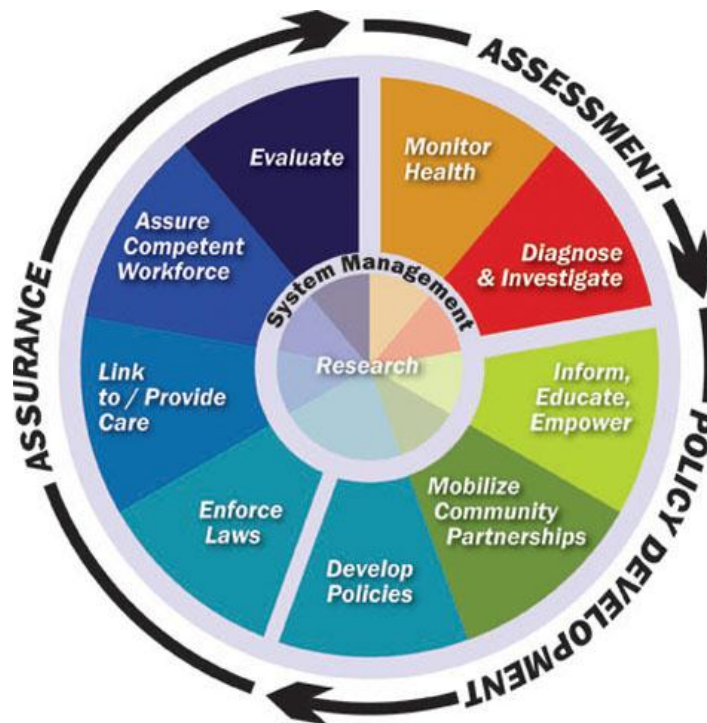 ASSESSMENT
Monitor
Health
Diagnose
& Investigate
POLICY DEVELOPMENT
Inform,
Educate,
Empower
Mobilize
Community
Partnerships
Develop
Policies
ASSURANCE
Enforce
Laws
Link
to / Provide
Care
Assure
Competent
Workforce
Evaluate
System Management
Research